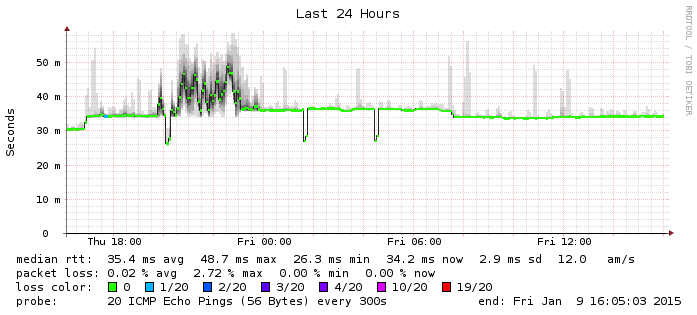 Last 24 Hours
RRDTOOL / TOBI OETIKER
Seconds
50 m
40 m
30 m
20 m
10 m
0
Thu 18:00 Fri 00:00 Fri 06:00 Fri 12:00
median rtt: 35.4 ms avg 48.7 ms max 26.3 ms min 34.2 ms now 2.9 ms sd 12.0 am/s
packet loss: 0.02 % avg 2.72 % max 0.00 % min 0.00 % now
loss color: 0 1/20 2/20 3/20 4/20 10/20 19/20
probe: 20 ICMP Echo Pings (56 Bytes) every 300s end: Fri Jan 9 16:05:03 2015